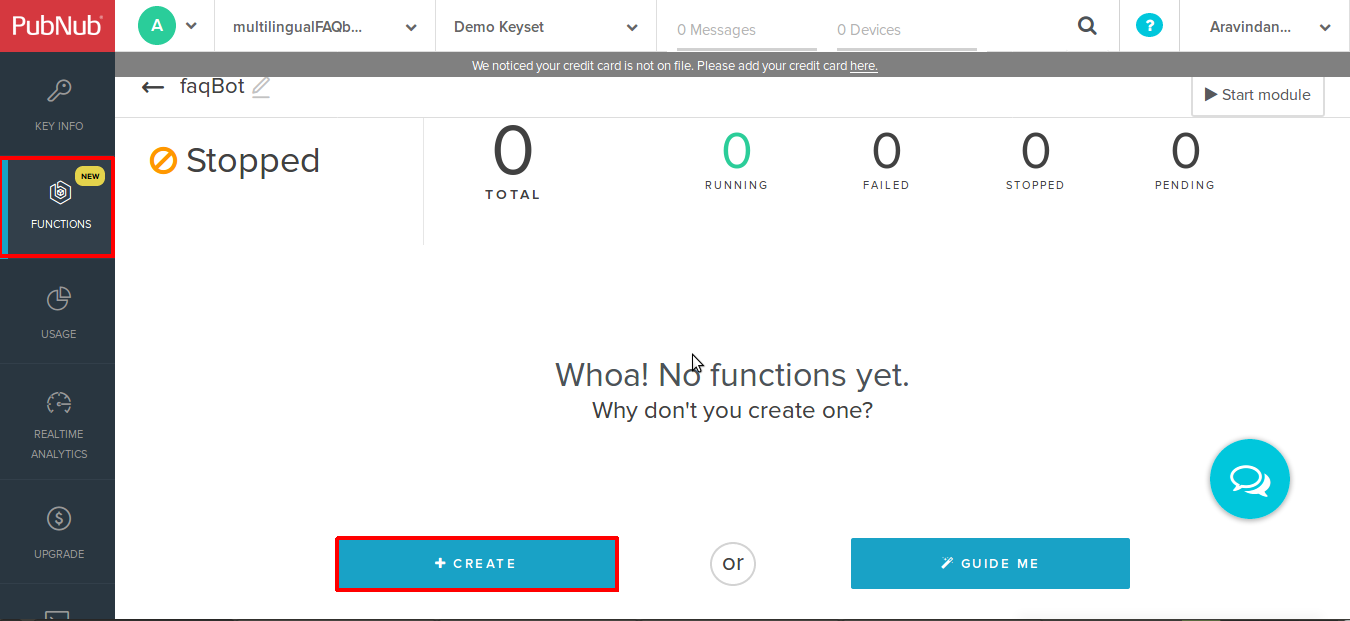 PubNub
A
multilingualFAQb...
Demo Keyset
0 Messages
0 Devices
?
Aravindan...
We noticed your credit card is not on file. Please add your credit card here.
KEY INFO
NEW
FUNCTIONS
USAGE
REALTIME
ANALYTICS
$
UPGRADE
faqBot
Start module
Stopped
0
TOTAL
0
RUNNING
0
FAILED
0
STOPPED
0
PENDING
Whoa! No functions yet.
Why don't you create one?
CREATE
or
GUIDE ME